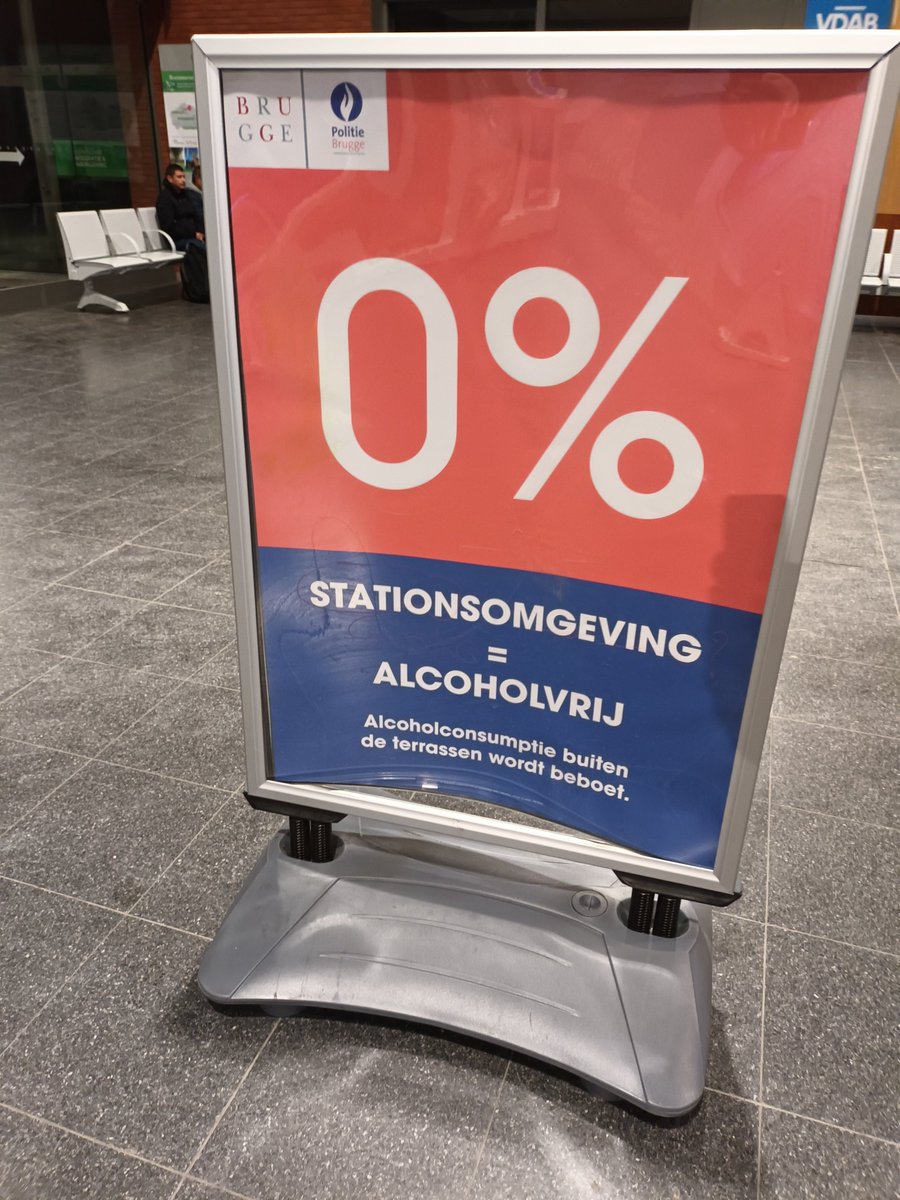 VDAB
BRU
GGE
Politie
Brugge
0%
STATIONSOMGEVING
=
ALCOHOLVRIJ
Alcoholconsumptie buiten
de terrassen wordt beboet.